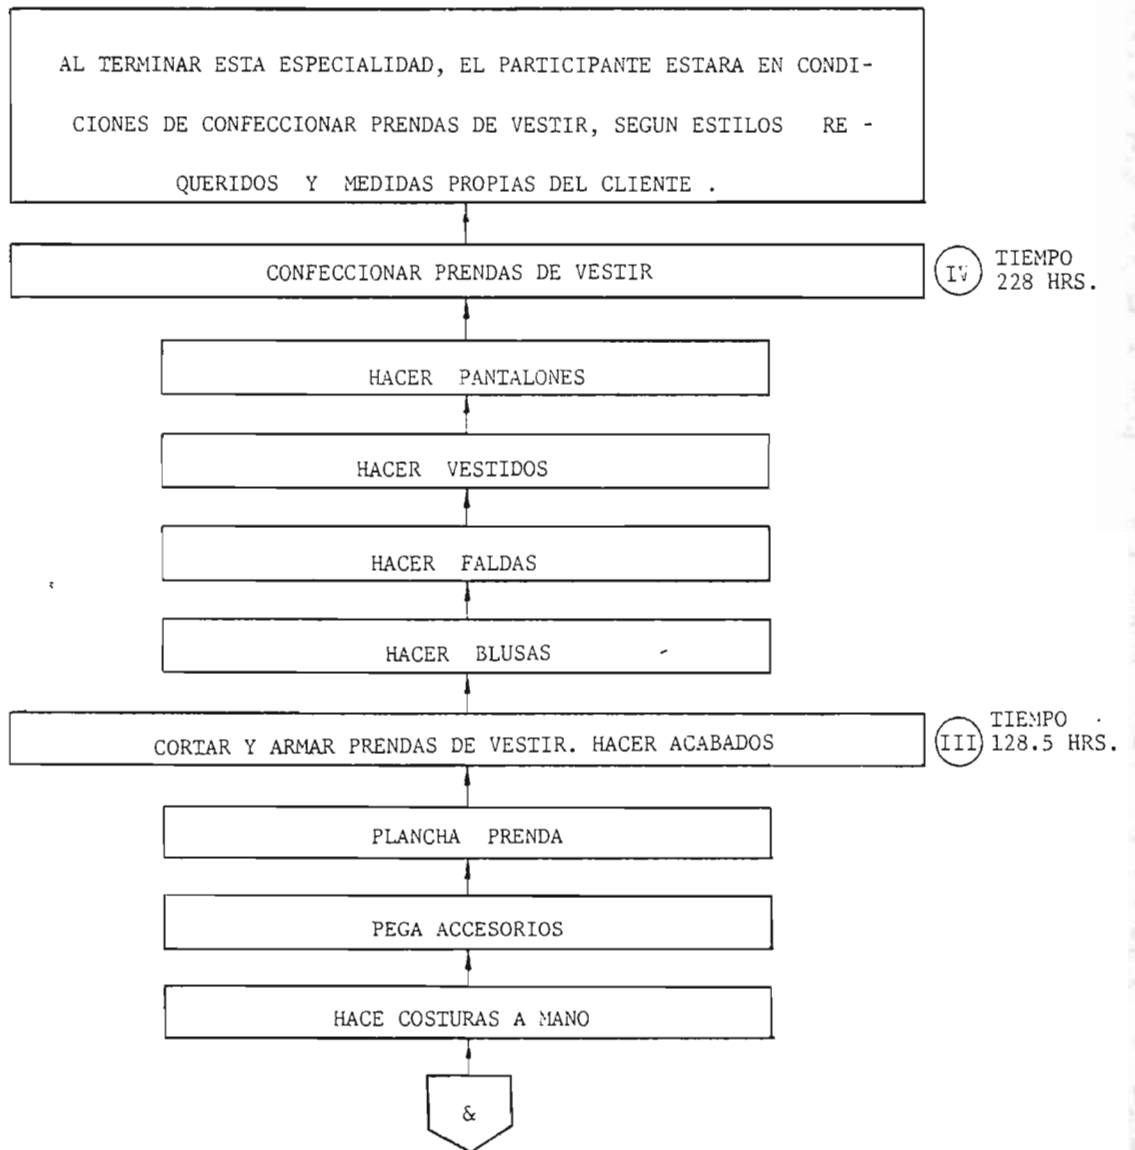 AL TERMINAR ESTA ESPECIALIDAD, EL PARTICIPANTE ESTARA EN CONDI-
CIONES DE CONFECCIONAR PRENDAS DE VESTIR, SEGUN ESTILOS RE -
QUERIDOS Y MEDIDAS PROPIAS DEL CLIENTE .
CONFECCIONAR PRENDAS DE VESTIR
IV
TIEMPO
228 HRS.
HACER PANTALONES
HACER VESTIDOS
HACER FALDAS
HACER BLUSAS
CORTAR Y ARMAR PRENDAS DE VESTIR. HACER ACABADOS
III
TIEMPO
128.5 HRS.
PLANCHA PRENDA
PEGA ACCESORIOS
HACE COSTURAS A MANO
&